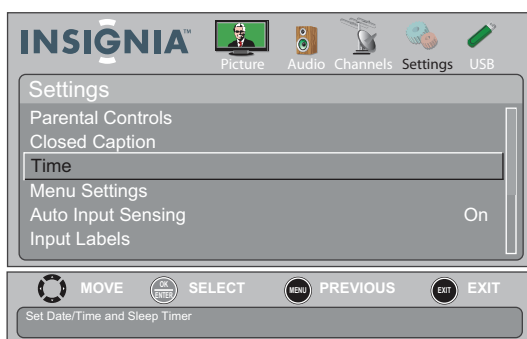 INSIGNIA™
Picture Audio Channels Settings USB
Settings
Parental Controls
Closed Caption
Time
Menu Settings
Auto Input Sensing On
Input Labels
MOVE OK ENTER SELECT MENU PREVIOUS EXIT EXIT
Set Date/Time and Sleep Timer